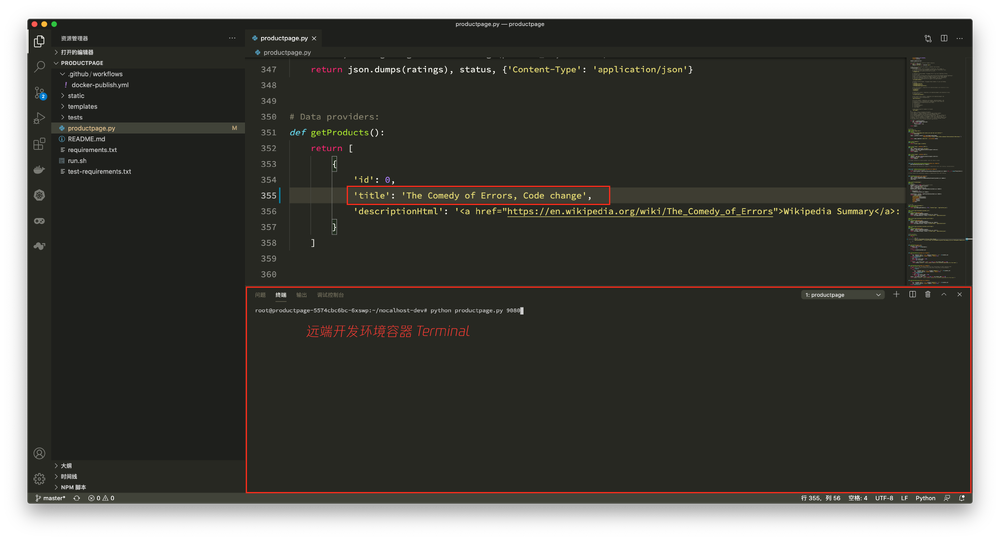 productpage.py — productpage
资源管理器
productpage.py
打开的编辑器
productpage.py
PRODUCTPAGE
.github/workflows
docker-publish.yml
static
templates
tests
productpage.py M
README.md
requirements.txt
run.sh
test-requirements.txt
大纲
时间线
NPM 脚本
347 return json.dumps(ratings), status, {'Content-Type': 'application/json'}
348
349
350 # Data providers:
351 def getProducts():
352 return [
353 {
354 'id': 0,
355 'title': 'The Comedy of Errors, Code change',
356 'descriptionHtml': '<a href="https://en.wikipedia.org/wiki/The_Comedy_of_Errors">Wikipedia Summary</a>:
357 }
358 ]
359
360
问题 终端 输出 调试控制台 1: productpage
root@productpage-5574cbc6bc-6xswp:~/nocalhost-dev# python productpage.py 9080
远端开发环境容器 Terminal
2
master* 0 0 行 355, 列 56 空格: 4 UTF-8 LF Python